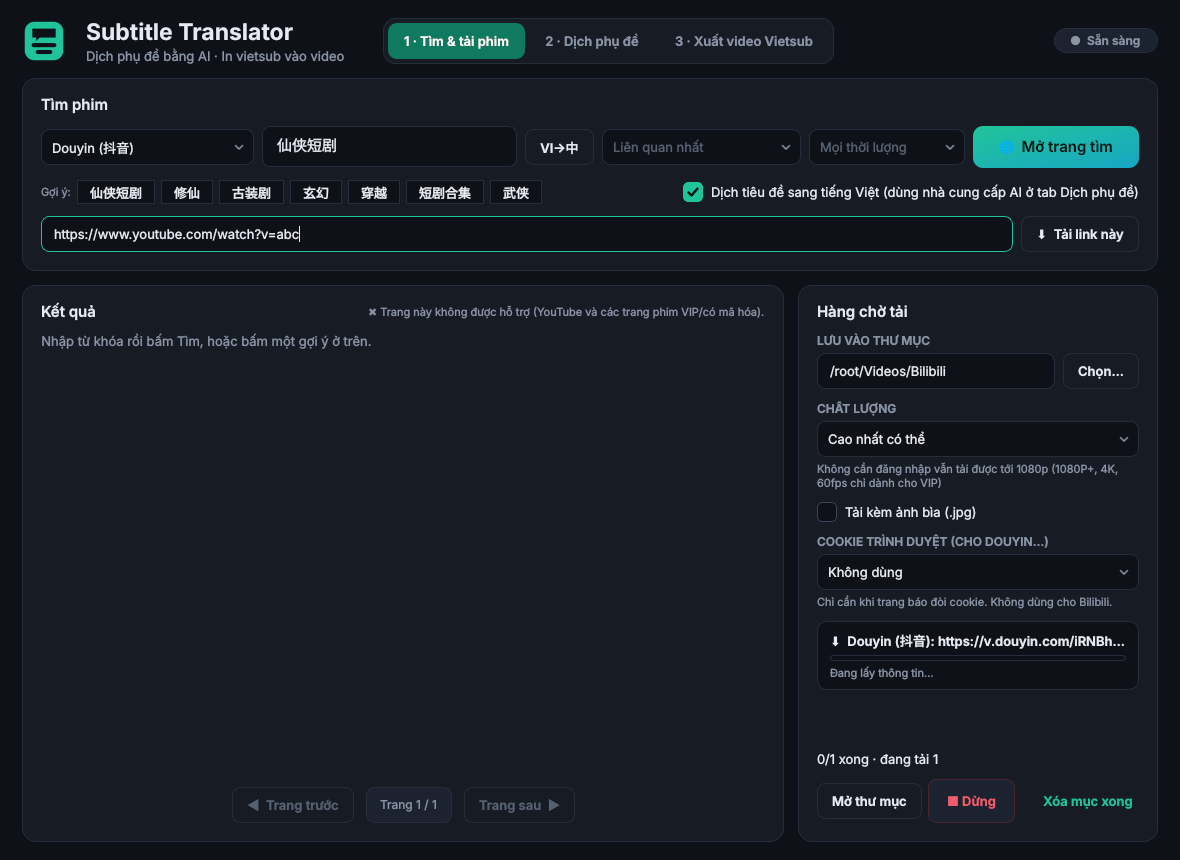 Subtitle Translator
Dịch phụ đề bằng AI · In vietsub vào video
1 · Tìm & tải phim
2 · Dịch phụ đề
3 · Xuất video Vietsub
Sẵn sàng
Tìm phim
Douyin (抖音)
仙侠短剧
VI→中
Liên quan nhất
Mọi thời lượng
Mở trang tìm
Gợi ý:
仙侠短剧
修仙
古装剧
玄幻
穿越
短剧合集
武侠
Dịch tiêu đề sang tiếng Việt (dùng nhà cung cấp AI ở tab Dịch phụ đề)
https://www.youtube.com/watch?v=abc
⬇ Tải link này
Kết quả
✖ Trang này không được hỗ trợ (YouTube và các trang phim VIP/có mã hóa).
Nhập từ khóa rồi bấm Tìm, hoặc bấm một gợi ý ở trên.
◀ Trang trước
Trang 1 / 1
Trang sau ▶
Hàng chờ tải
LƯU VÀO THƯ MỤC
/root/Videos/Bilibili
Chọn...
CHẤT LƯỢNG
Cao nhất có thể
Không cần đăng nhập vẫn tải được tới 1080p (1080P+, 4K,
60fps chỉ dành cho VIP)
Tải kèm ảnh bìa (.jpg)
COOKIE TRÌNH DUYỆT (CHO DOUYIN...)
Không dùng
Chỉ cần khi trang báo đòi cookie. Không dùng cho Bilibili.
⬇ Douyin (抖音): https://v.douyin.com/iRNBh...
Đang lấy thông tin...
0/1 xong · đang tải 1
Mở thư mục
Dừng
Xóa mục xong